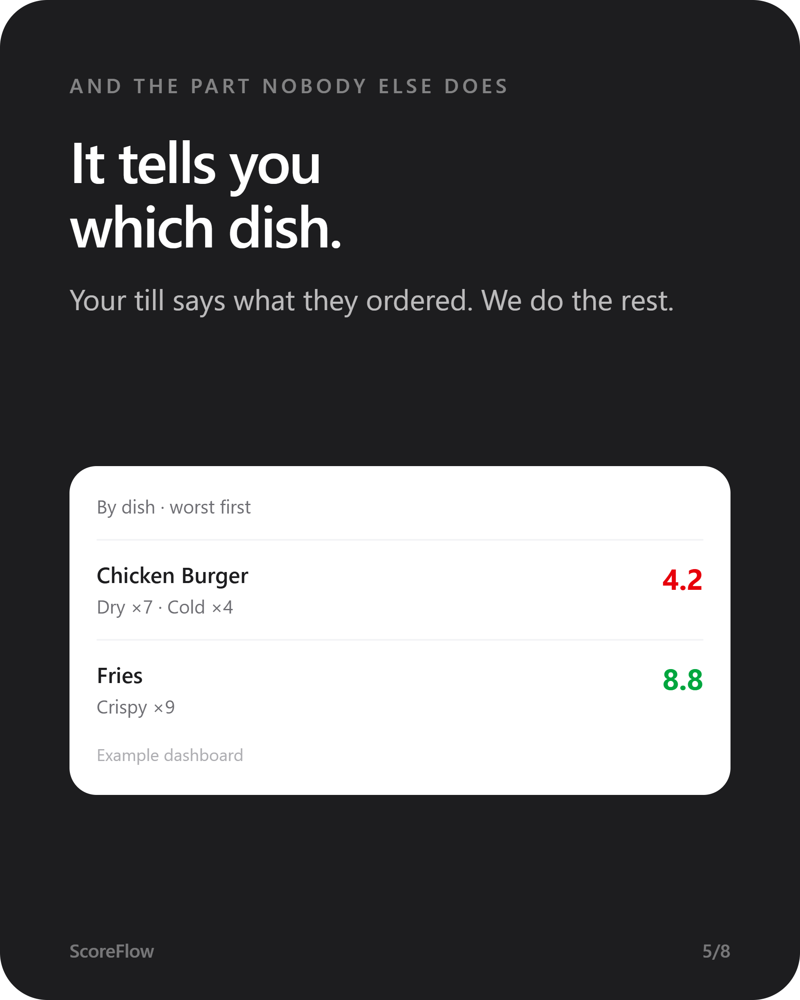 AND THE PART NOBODY ELSE DOES
It tells you
which dish.
Your till says what they ordered. We do the rest.
By dish · worst first
Chicken Burger
4.2
Dry ×7 · Cold ×4
Fries
8.8
Crispy ×9
Example dashboard
ScoreFlow
5/8